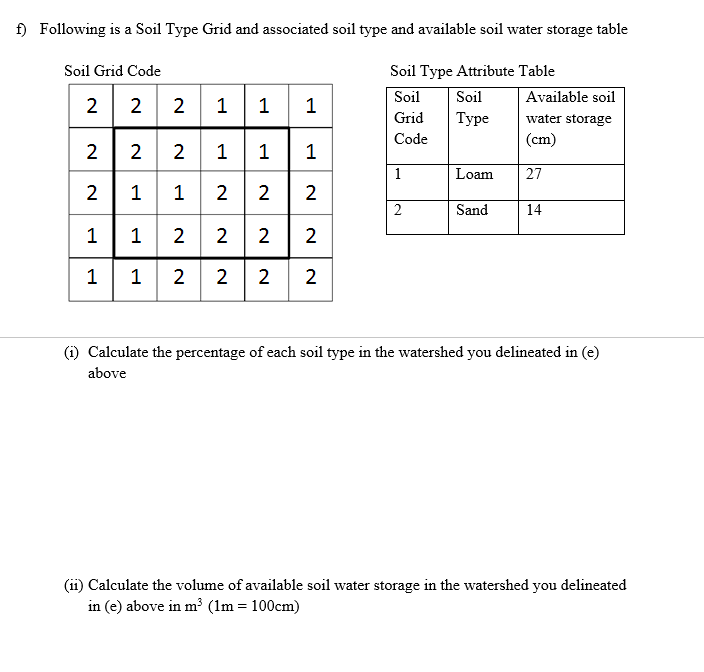 f) Following is a Soil Type Grid and associated soil type and available soil water storage table
Soil Grid Code
2 2 2 1 1 1
2 2 2 1 1 1
2 1 1 2 2 2
1 1 2 2 2 2
1 1 2 2 2 2
Soil Type Attribute Table
Soil Soil Available soil
Grid Type water storage
Code (cm)
1 Loam 27
2 Sand 14
(i) Calculate the percentage of each soil type in the watershed you delineated in (e)
above
(ii) Calculate the volume of available soil water storage in the watershed you delineated
in (e) above in m³ (1m = 100cm)